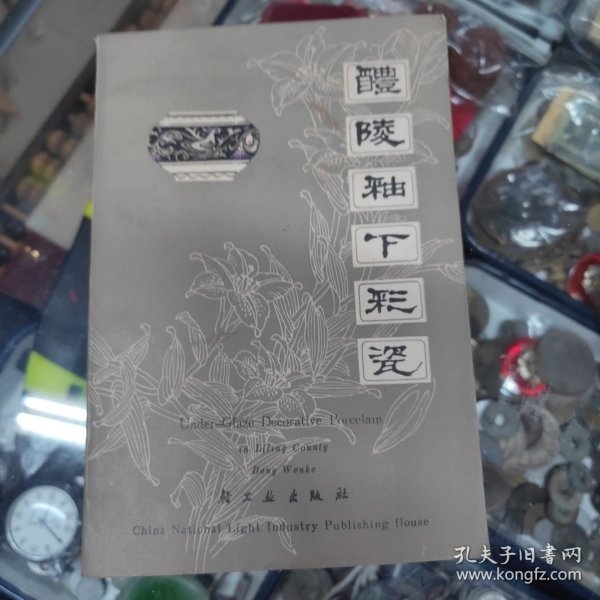 醴陵釉下彩瓷
Under-Glaze Decorative Porcelain
in Liling County
Deng Wenke
轻工业出版社
China National Light Industry Publishing House
孔夫子旧书网
www.kongfz.com